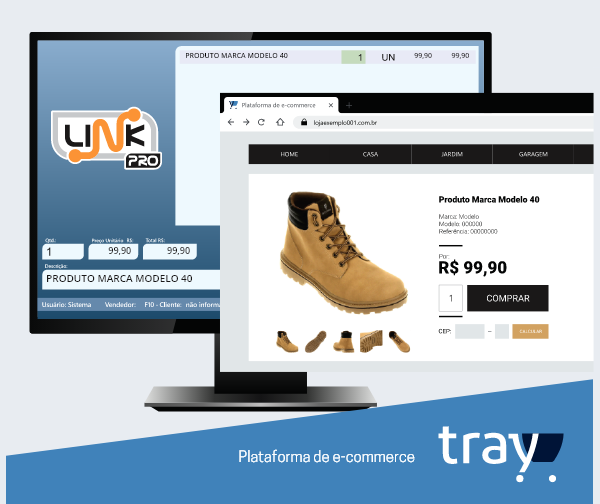 PRODUTO MARCA MODELO 40 1 UN 99,90 99,90
LINK
PRO
Qtd.:
Preço Unitário R$:
Total R$:
1
99,90
99,90
Descrição:
PRODUTO MARCA MODELO 40
Usuário: Sistema Vendedor: F10 - Cliente: não informa
Plataforma de e-commerce
lojaexemplo001.com.br
HOME CASA JARDIM GARAGEM
Produto Marca Modelo 40
Marca: Modelo
Modelo: 000000
Referência: 00000000
Por:
R$ 99,90
1 COMPRAR
CEP: – CALCULAR
Plataforma de e-commerce tray